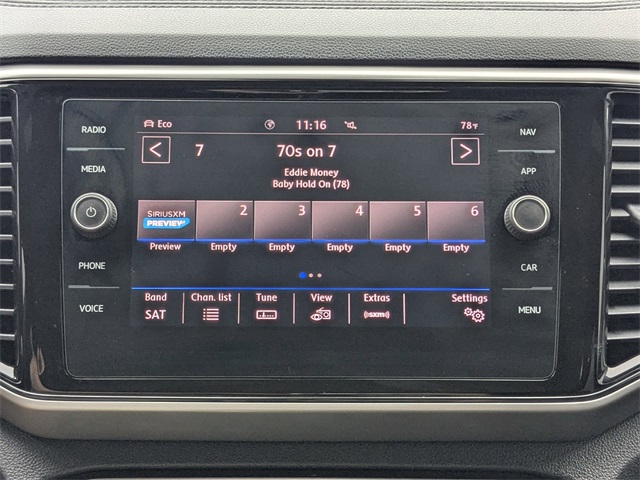 RADIO
MEDIA
PHONE
VOICE
Eco 11:16 78°F
7 70s on 7
Eddie Money
Baby Hold On (78)
SIRIUSXM
PREVIEW
2 3 4 5 6
Preview Empty Empty Empty Empty Empty
Band Chan. list Tune View Extras Settings
SAT
((sxm))
NAV
APP
CAR
MENU